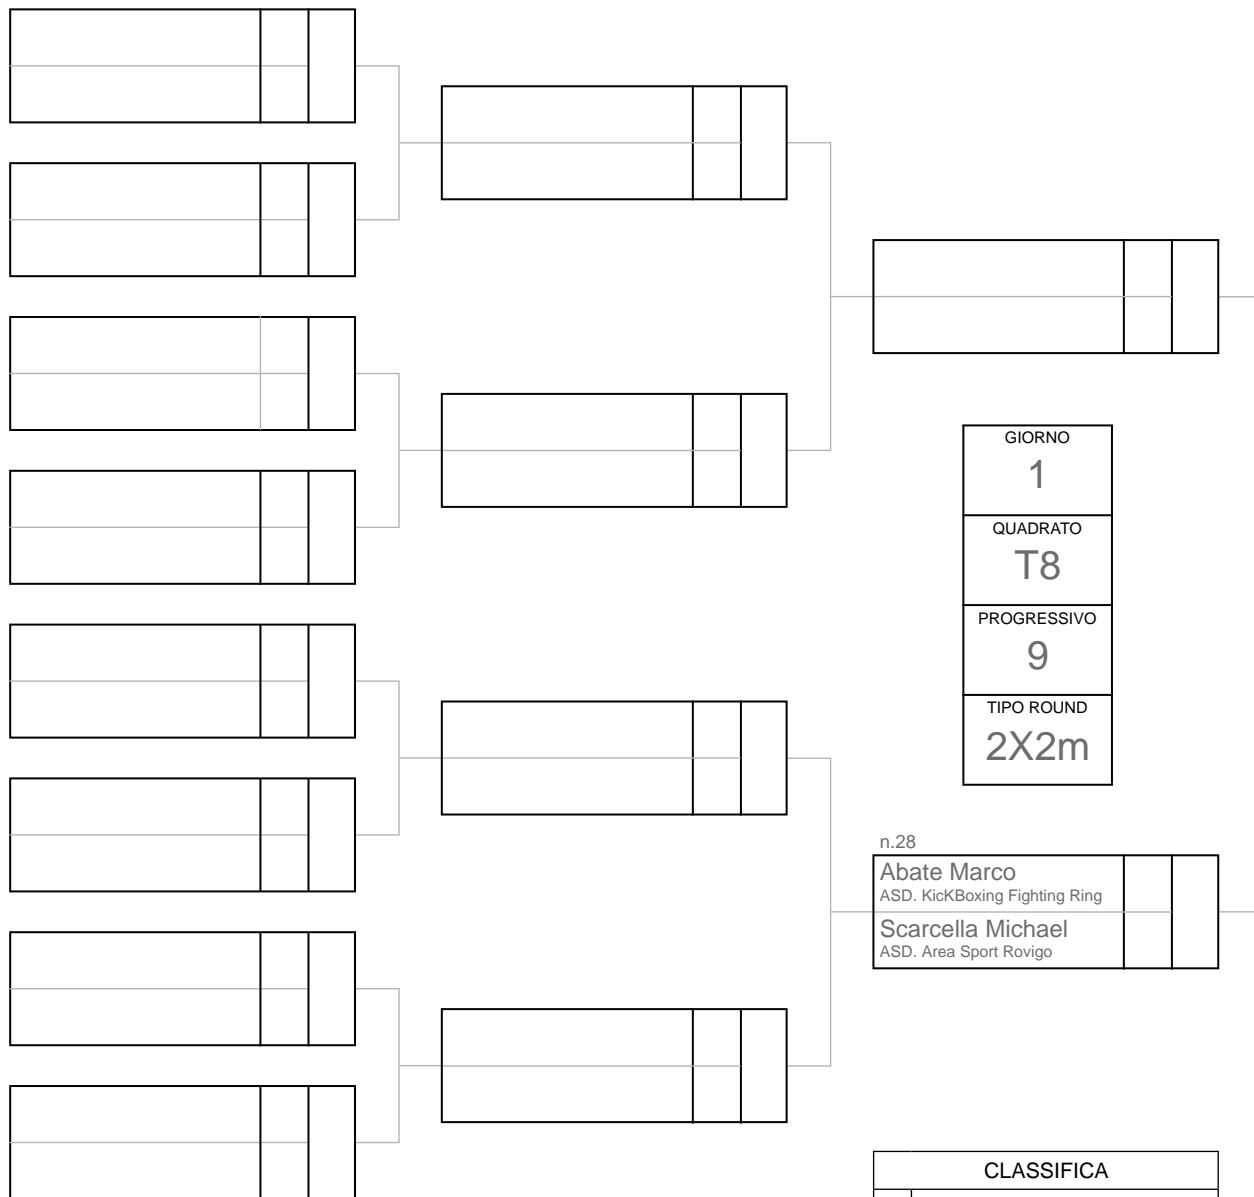 GIORNO
1
QUADRATO
T8
PROGRESSIVO
9
TIPO ROUND
2X2m
n.28
Abate Marco
ASD. KicKBoxing Fighting Ring
Scarcella Michael
ASD. Area Sport Rovigo
CLASSIFICA